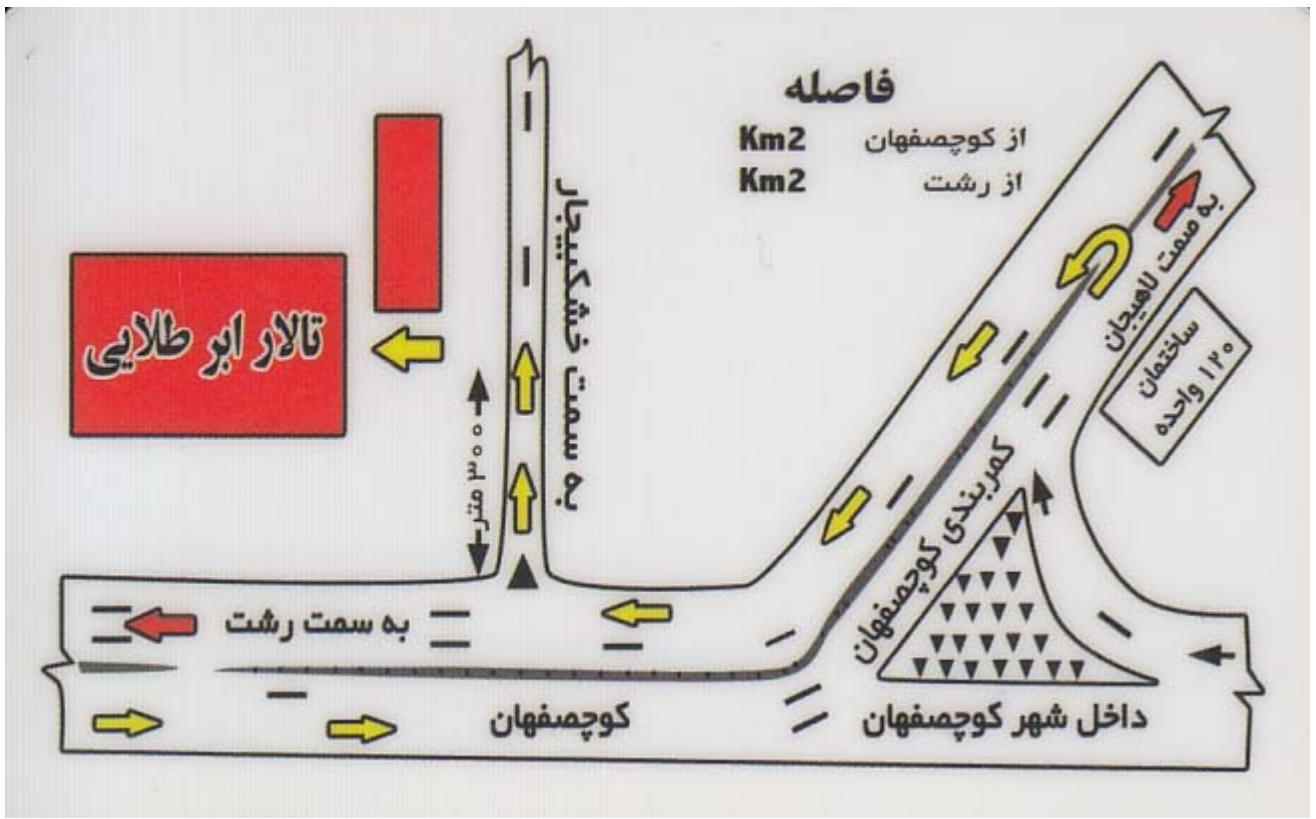 فاصله
از کوچصفهان Km2
از رشت Km2
به سمت خشکبیجار
تالار ابر طلایی
۳۰۰ متر
به سمت لاهیجان
ساختمان
۱۲۰ واحده
کمربندی کوچصفهان
به سمت رشت
کوچصفهان
داخل شهر کوچصفهان